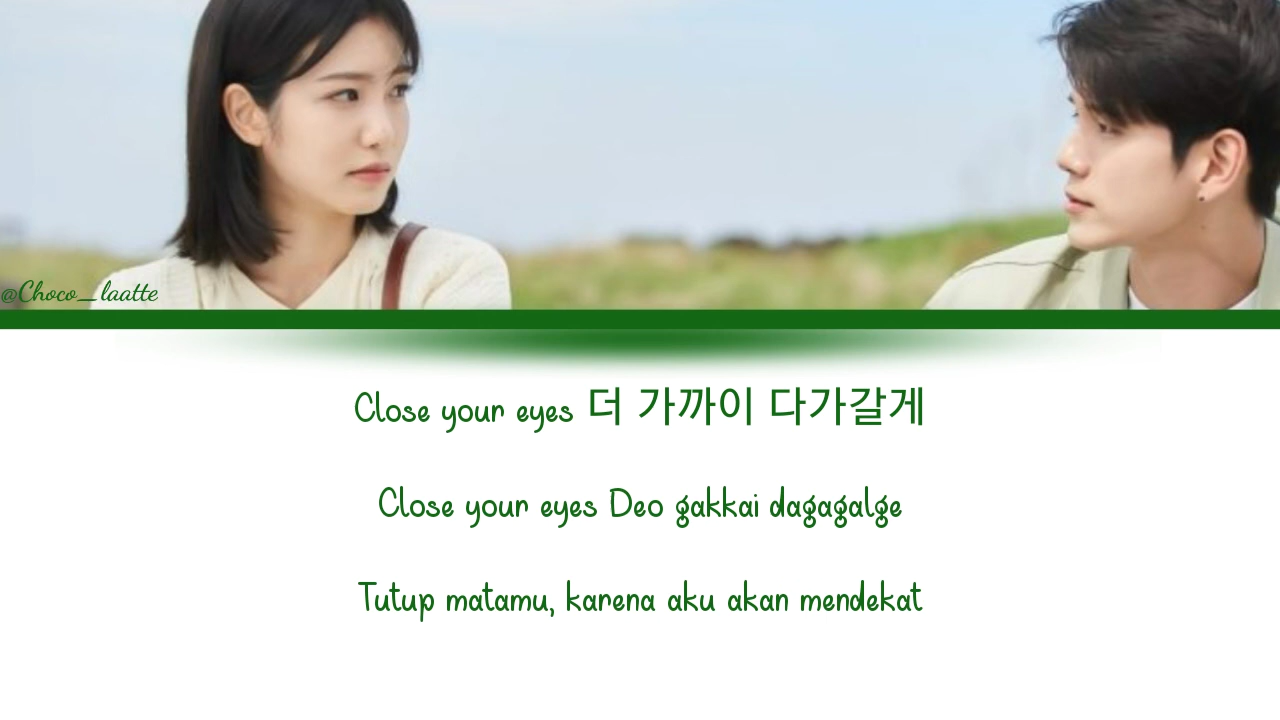 @Choco_laatte
Close your eyes 더 가까이 다가갈게
Close your eyes Deo gakkai dagagalge
Tutup matamu, karena aku akan mendekat